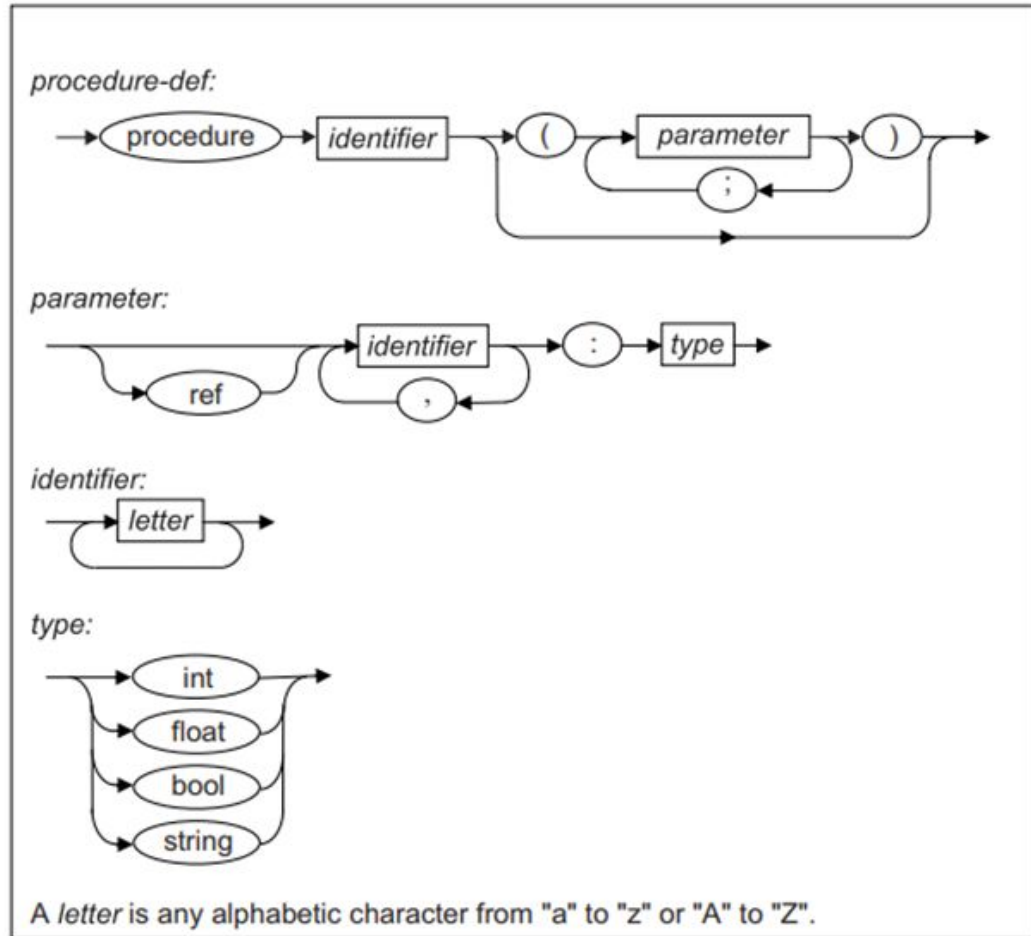 procedure-def:
procedure identifier ( parameter )
;
parameter:
identifier : type
ref ,
identifier:
letter
type:
int
float
bool
string
A letter is any alphabetic character from "a" to "z" or "A" to "Z".